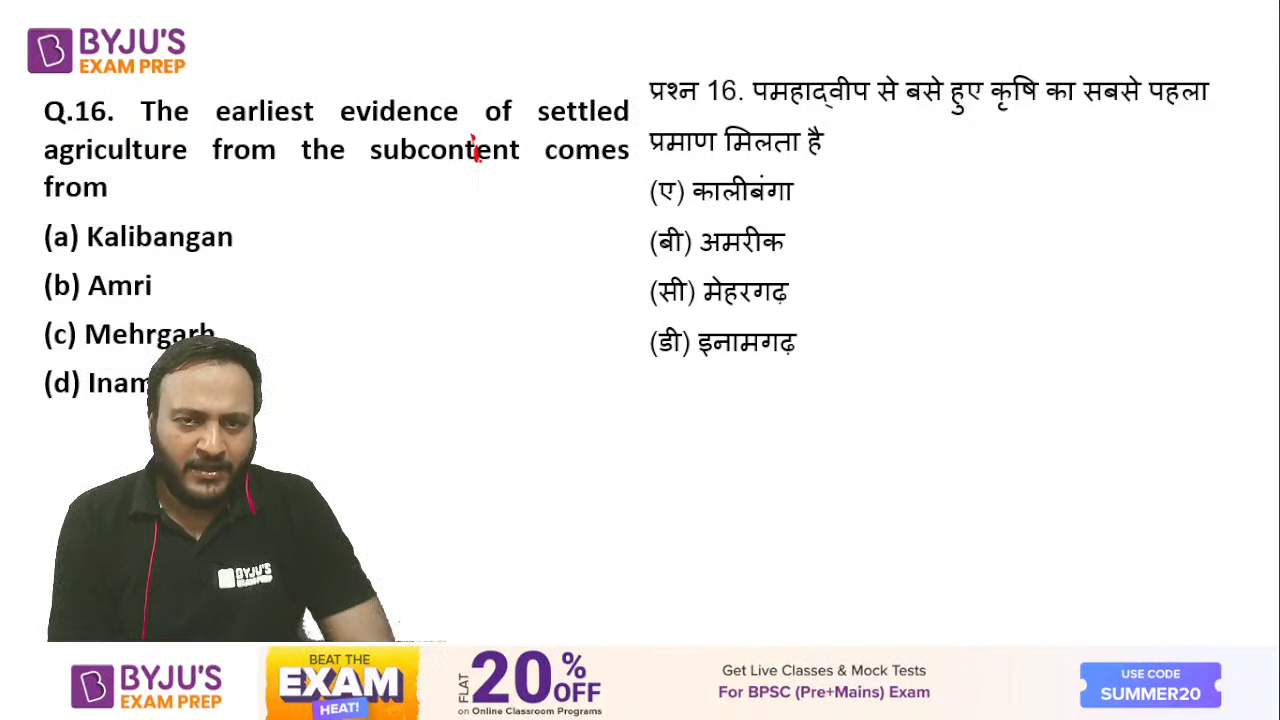 BYJU'S
EXAM PREP
Q.16. The earliest evidence of settled
agriculture from the subcontent comes
from
(a) Kalibangan
(b) Amri
(c) Mehrgarh
(d) Inam
प्रश्न 16. पमहाद्वीप से बसे हुए कृषि का सबसे पहला
प्रमाण मिलता है
(ए) कालीबंगा
(बी) अमरीक
(सी) मेहरगढ़
(डी) इनामगढ़
BYJU'S
EXAM PREP
BYJU'S
EXAM PREP
BEAT THE
EXAM
HEAT!
FLAT 20% OFF
on Online Classroom Programs
Get Live Classes & Mock Tests
For BPSC (Pre+Mains) Exam
USE CODE
SUMMER20